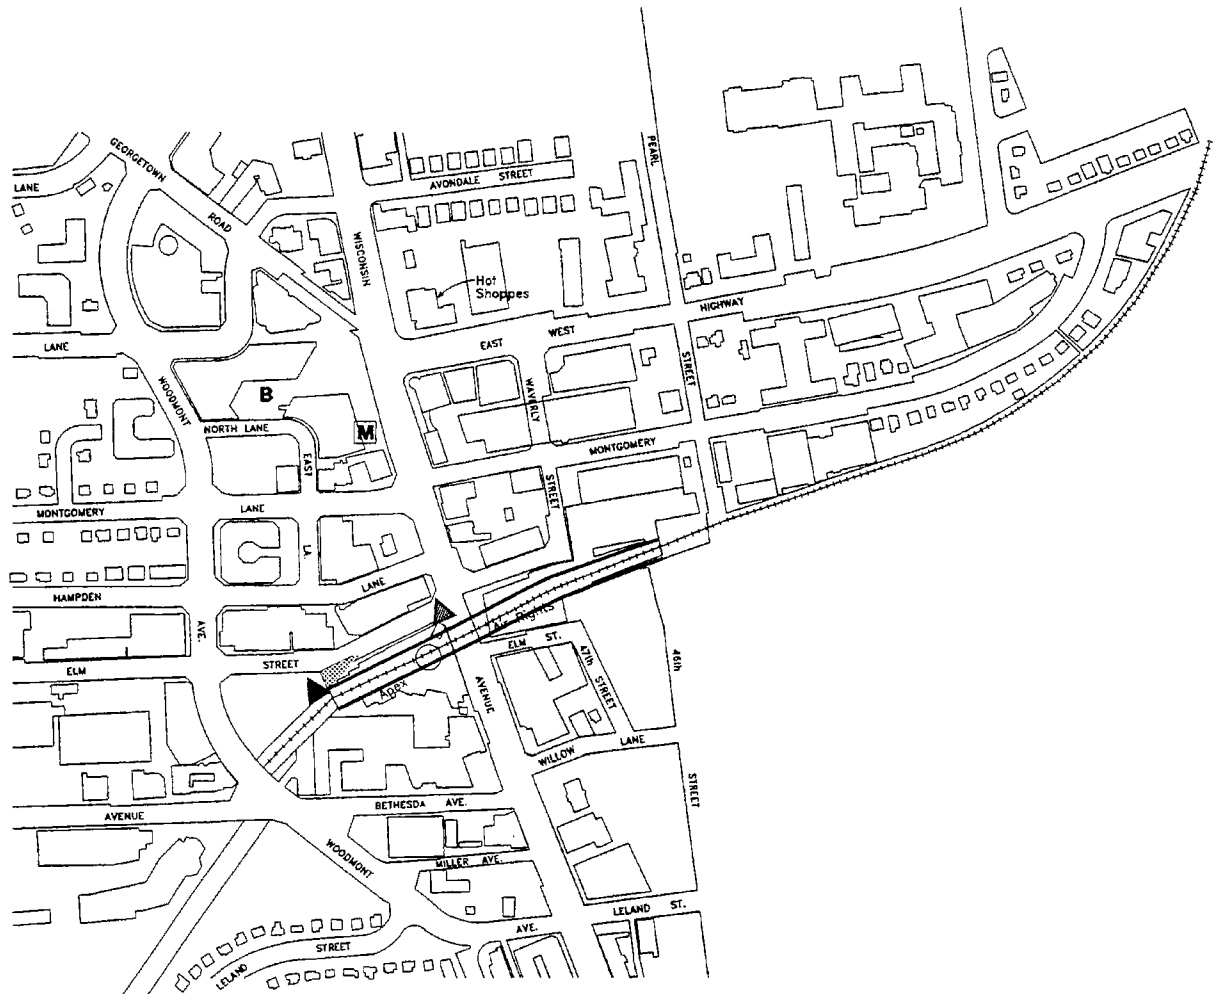 GEORGETOWN
ROAD
LANE
AVONDALE STREET
PEARL
WISCONSIN
Hot
Shoppes
HIGHWAY
WEST
EAST
LANE
STREET
WOODMONT
WAVERLY
B
NORTH LANE
M
EAST
MONTGOMERY
STREET
MONTGOMERY
LANE
LA.
LANE
HAMPDEN
AVE.
Air Rights
ELM ST.
STREET
ELM
47th
STREET
46th
Apex
AVENUE
WILLOW LANE
STREET
BETHESDA AVE.
AVENUE
WOODMONT
MILLER AVE.
LELAND ST.
AVE.
STREET
LELAND